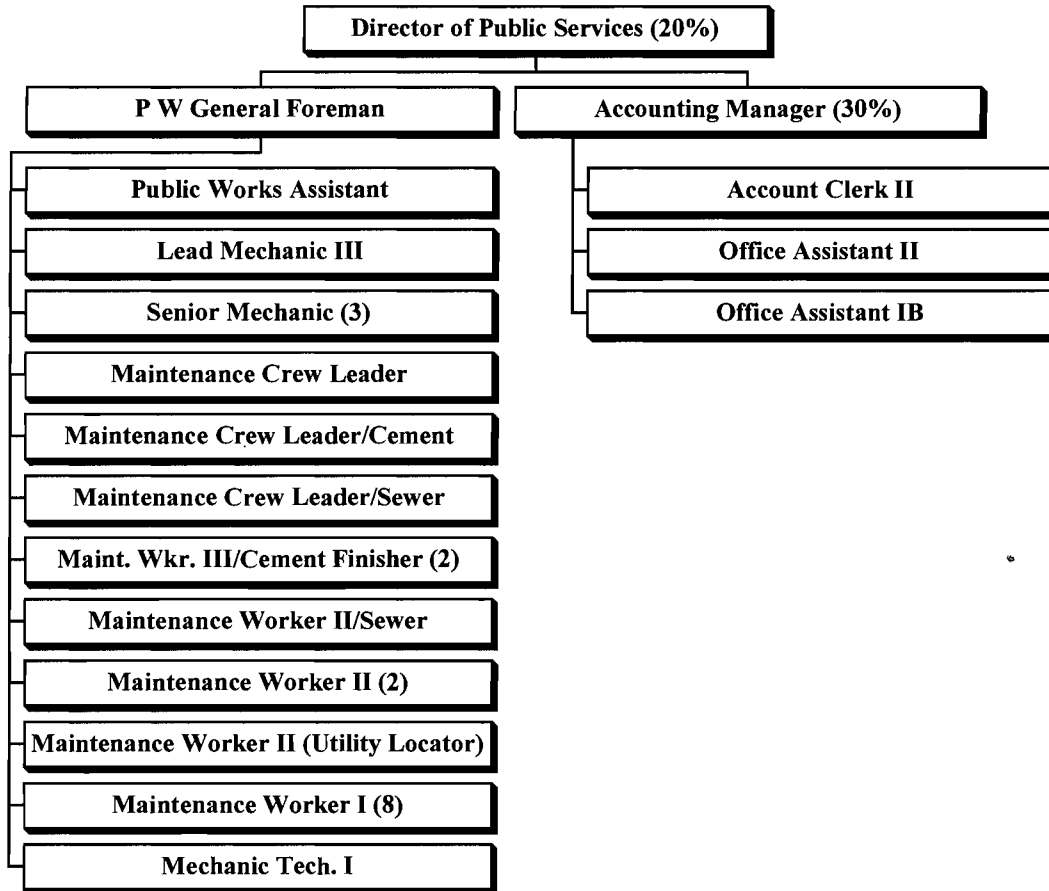 Director of Public Services (20%)
P W General Foreman
Accounting Manager (30%)
Public Works Assistant
Lead Mechanic III
Senior Mechanic (3)
Maintenance Crew Leader
Maintenance Crew Leader/Cement
Maintenance Crew Leader/Sewer
Maint. Wkr. III/Cement Finisher (2)
Maintenance Worker II/Sewer
Maintenance Worker II (2)
Maintenance Worker II (Utility Locator)
Maintenance Worker I (8)
Mechanic Tech. I
Account Clerk II
Office Assistant II
Office Assistant IB